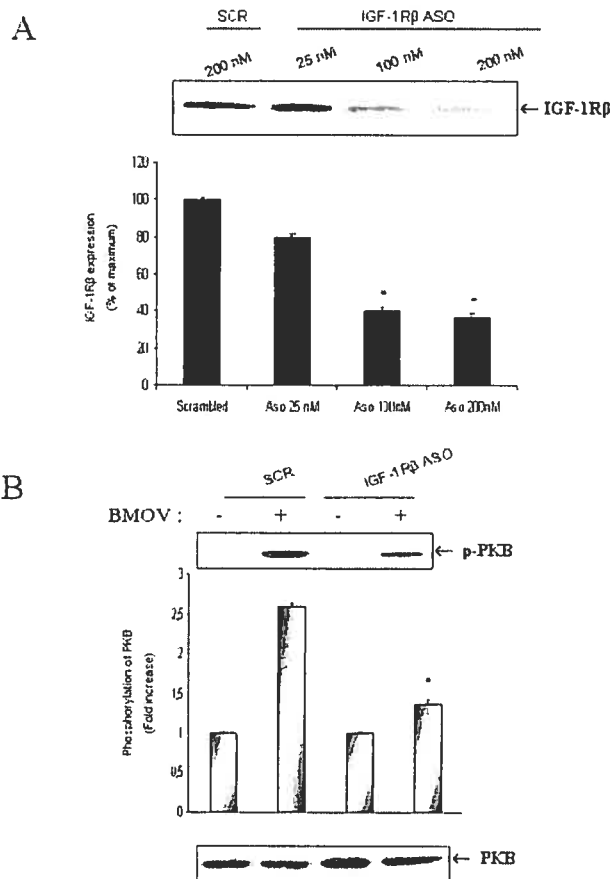 A
SCR IGF-1Rβ ASO
200 nM 25 nM 100 nM 200 nM
← IGF-1Rβ
IGF-1Rβ expression
(% of maximum)
120
100
80
60
40
20
0
Scrambled Aso 25 nM Aso 100nM Aso 200nM
B
SCR IGF-1Rβ ASO
BMOV : - + - +
← p-PKB
Phosphorylation of PKB
(Fold increase)
3
2,5
2
1,5
1
0,5
0
← PKB